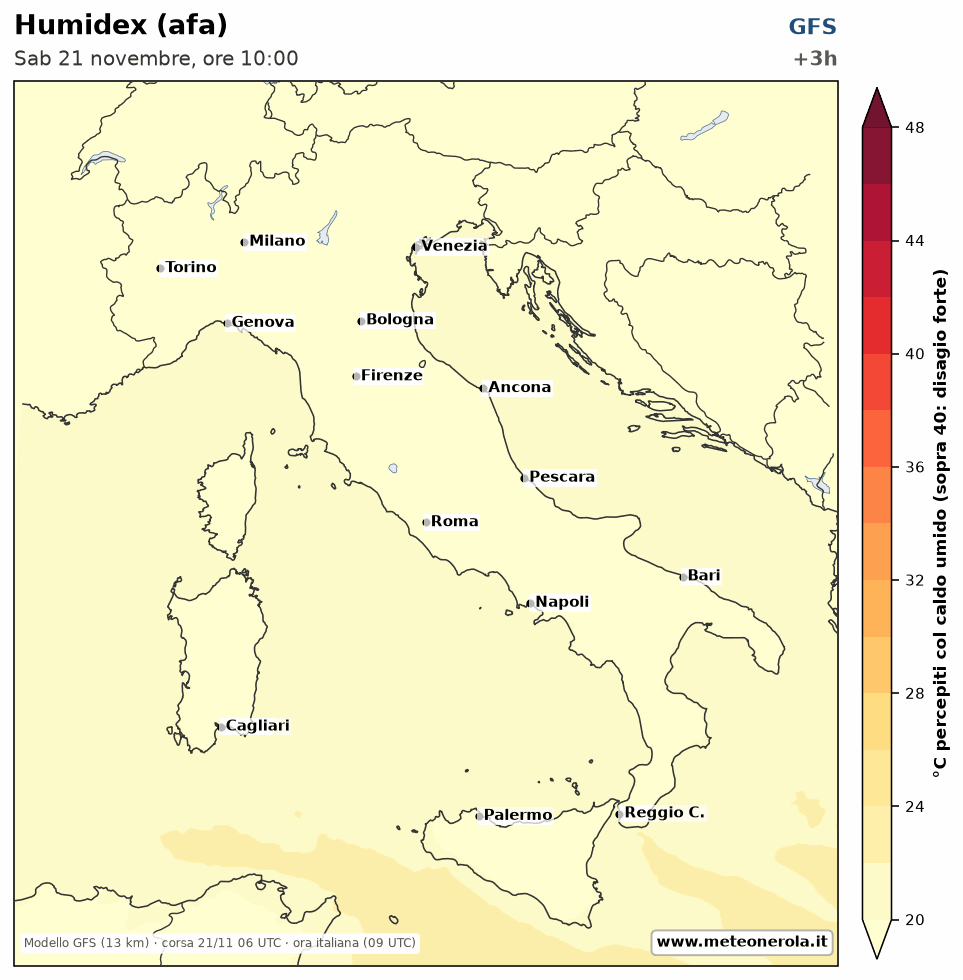 Humidex (afa)
GFS
Sab 21 novembre, ore 10:00
+3h
Milano
Venezia
Torino
Genova
Bologna
Firenze
Ancona
Pescara
Roma
Bari
Napoli
Cagliari
Palermo
Reggio C.
48
44
40
36
32
28
24
20
°C percepiti col caldo umido (sopra 40: disagio forte)
Modello GFS (13 km) · corsa 21/11 06 UTC · ora italiana (09 UTC)
www.meteonerola.it